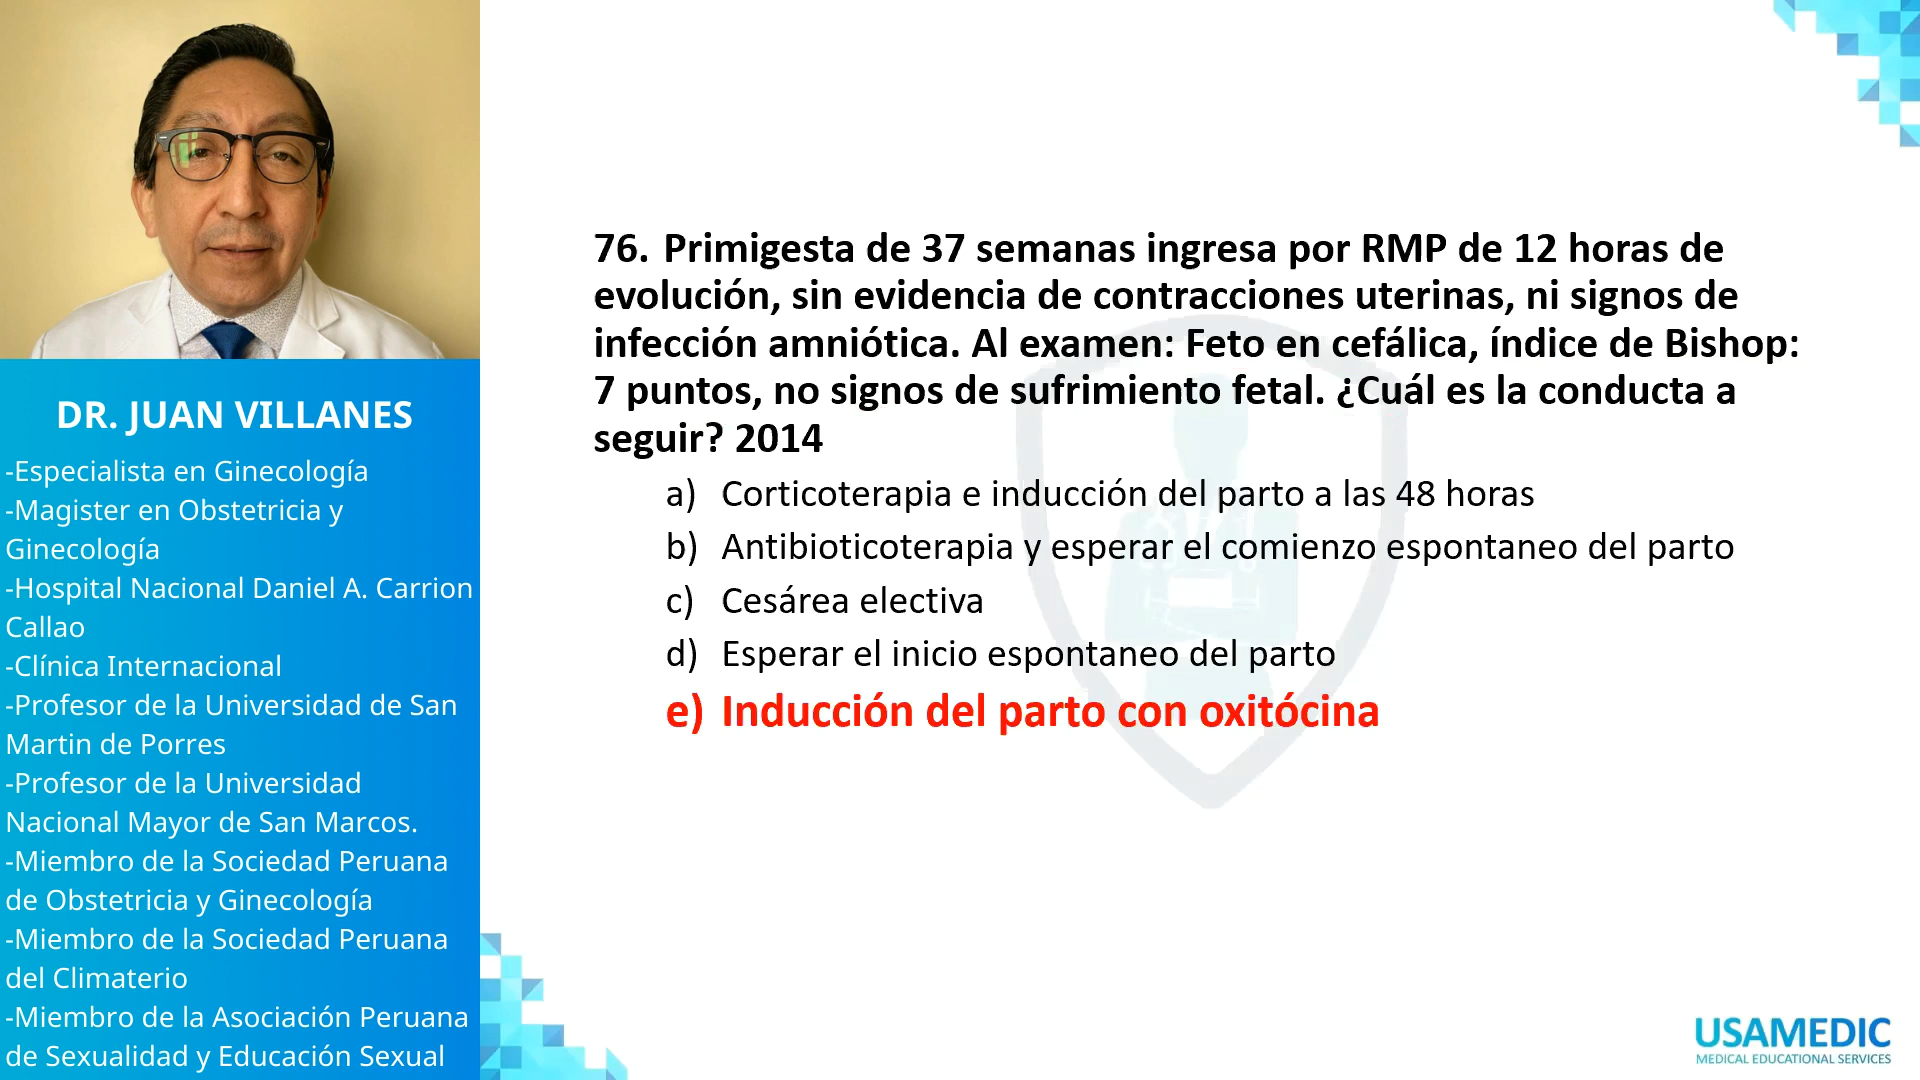 DR. JUAN VILLANES
-Especialista en Ginecología
-Magister en Obstetricia y
Ginecología
-Hospital Nacional Daniel A. Carrion
Callao
-Clínica Internacional
-Profesor de la Universidad de San
Martin de Porres
-Profesor de la Universidad
Nacional Mayor de San Marcos.
-Miembro de la Sociedad Peruana
de Obstetricia y Ginecología
-Miembro de la Sociedad Peruana
del Climaterio
-Miembro de la Asociación Peruana
de Sexualidad y Educación Sexual
76. Primigesta de 37 semanas ingresa por RMP de 12 horas de
evolución, sin evidencia de contracciones uterinas, ni signos de
infección amniótica. Al examen: Feto en cefálica, índice de Bishop:
7 puntos, no signos de sufrimiento fetal. ¿Cuál es la conducta a
seguir? 2014
a) Corticoterapia e inducción del parto a las 48 horas
b) Antibioticoterapia y esperar el comienzo espontaneo del parto
c) Cesárea electiva
d) Esperar el inicio espontaneo del parto
e) Inducción del parto con oxitócina
USAMEDIC
MEDICAL EDUCATIONAL SERVICES